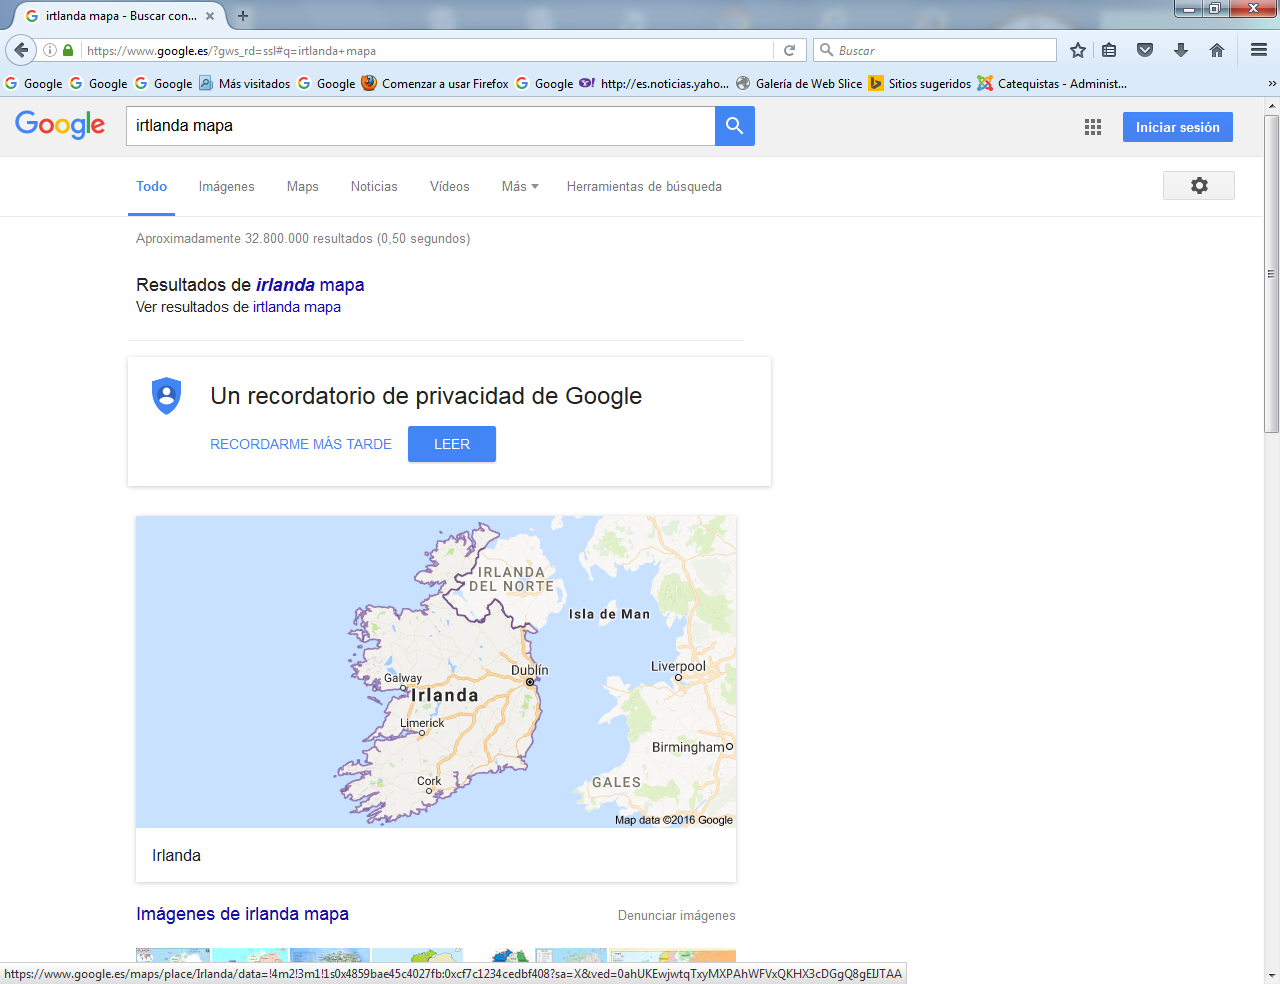 irtlanda mapa - Buscar con...
https://www.google.es/?gws_rd=ssl#q=irtlanda+mapa
Buscar
Google Google Google Más visitados Google Comenzar a usar Firefox Google http://es.noticias.yaho... Galería de Web Slice Sitios sugeridos Catequistas - Administ... »
Google irtlanda mapa Iniciar sesión
Todo Imágenes Maps Noticias Vídeos Más Herramientas de búsqueda
Aproximadamente 32.800.000 resultados (0,50 segundos)
Resultados de irlanda mapa
Ver resultados de irtlanda mapa
Un recordatorio de privacidad de Google
RECORDARME MÁS TARDE LEER
IRLANDA
DEL NORTE
Isla de Man
Liverpool
Dublín
Galway
Irlanda
Limerick
Birmingham
Cork
GALES
Map data ©2016 Google
Irlanda
Imágenes de irlanda mapa Denunciar imágenes
https://www.google.es/maps/place/Irlanda/data=!4m2!3m1!1s0x4859bae45c4027fb:0xcf7c1234cedbf408?sa=X&ved=0ahUKEwjwtqTxyMXPAhWFVxQKHX3cDGgQ8gEIJTAA